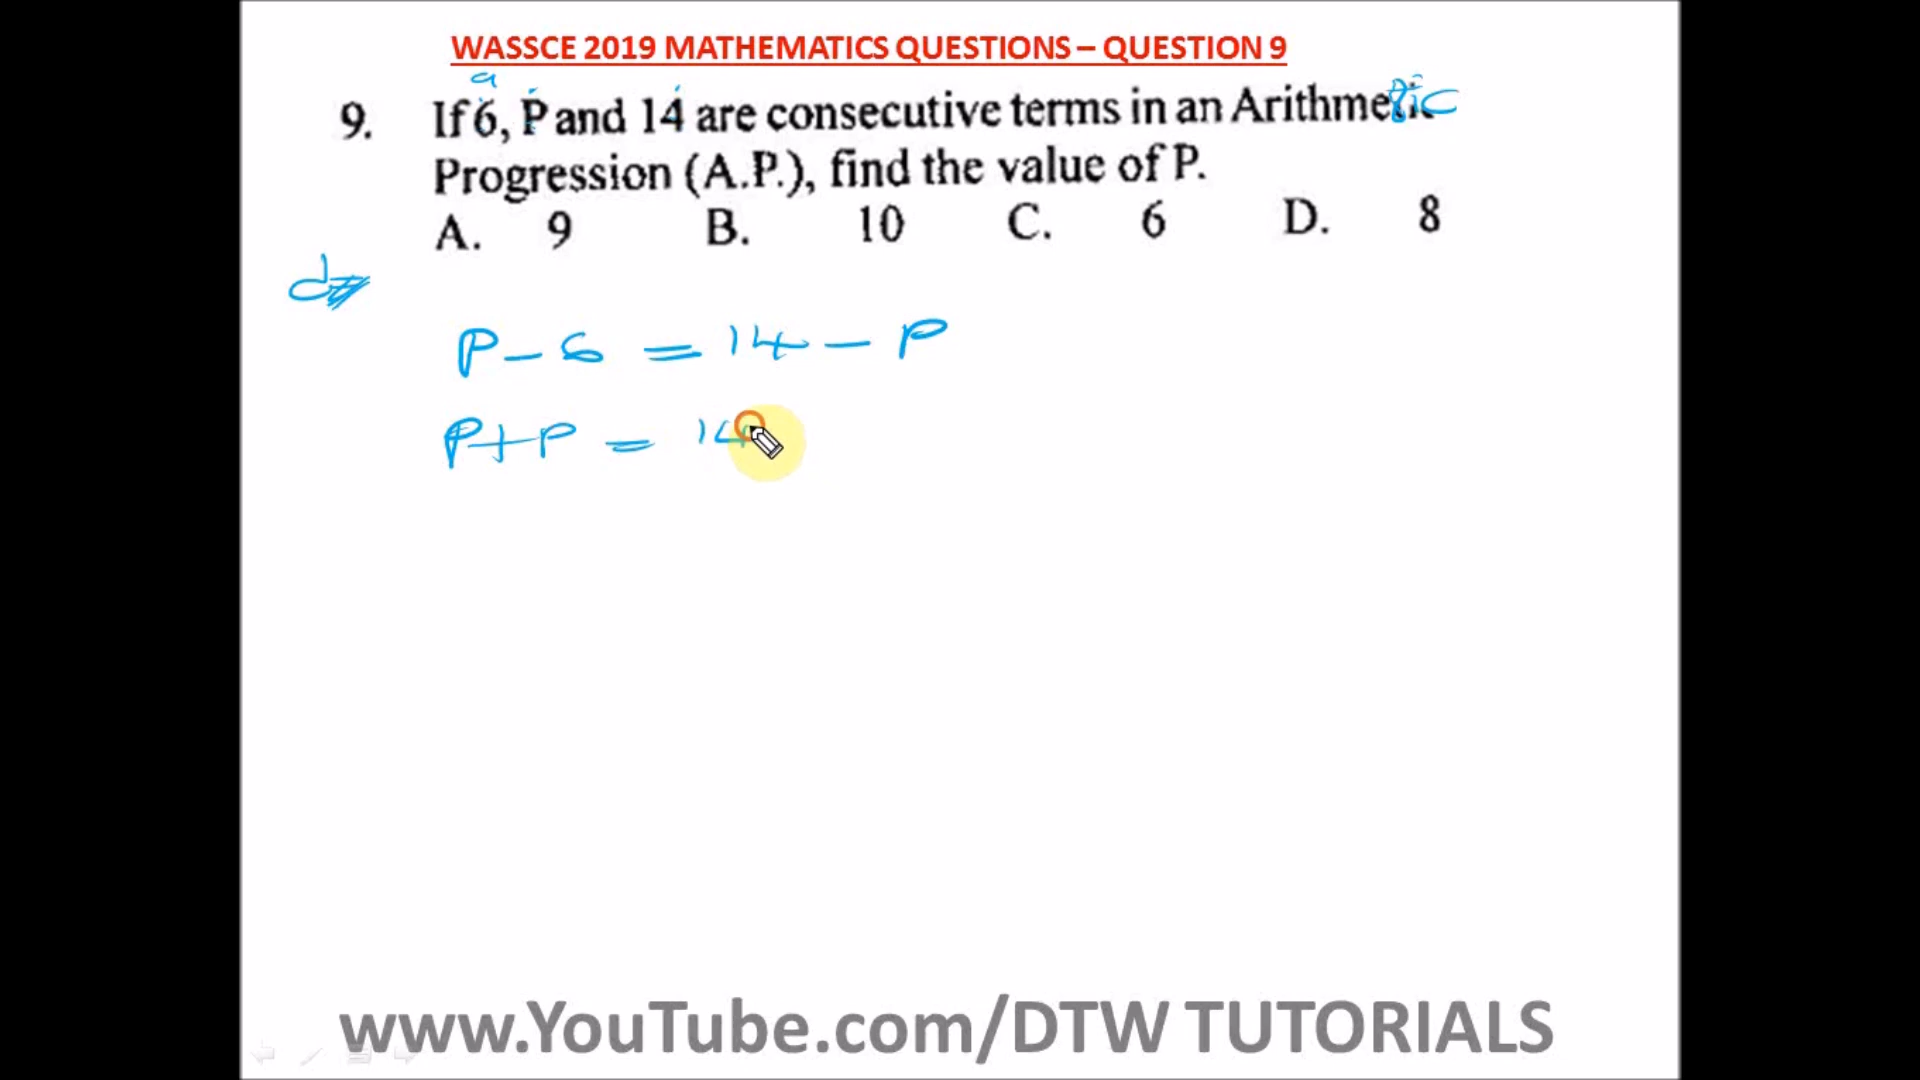 WASSCE 2019 MATHEMATICS QUESTIONS – QUESTION 9
a
9. If 6, P and 14 are consecutive terms in an Arithmetic
Progression (A.P.), find the value of P.
A. 9 B. 10 C. 6 D. 8
d
P - 6 = 14 - P
P + P = 14
www.YouTube.com/DTW TUTORIALS